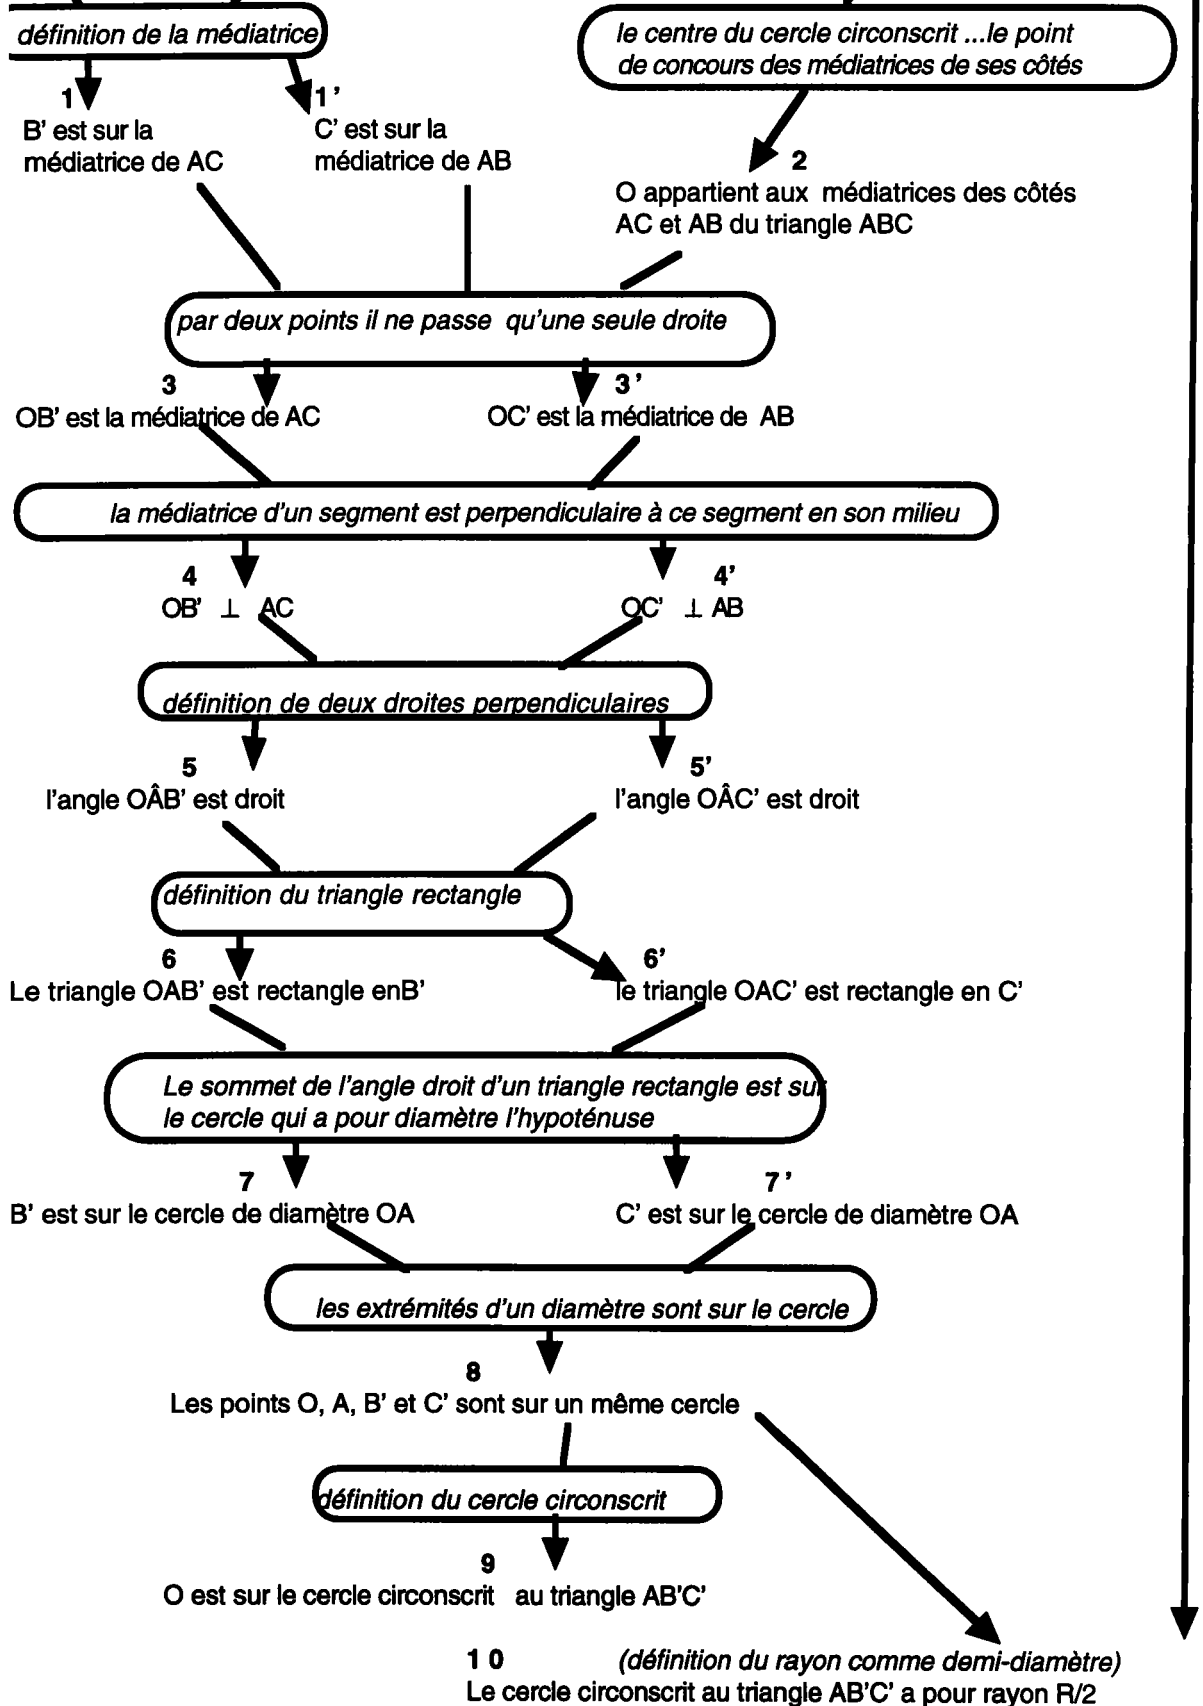 définition de la médiatrice
le centre du cercle circonscrit ...le point
de concours des médiatrices de ses côtés
1
B' est sur la
médiatrice de AC
1'
C' est sur la
médiatrice de AB
2
O appartient aux médiatrices des côtés
AC et AB du triangle ABC
par deux points il ne passe qu'une seule droite
3
OB' est la médiatrice de AC
3'
OC' est la médiatrice de AB
la médiatrice d'un segment est perpendiculaire à ce segment en son milieu
4
OB' ⊥ AC
4'
OC' ⊥ AB
définition de deux droites perpendiculaires
5
l'angle OÂB' est droit
5'
l'angle OÂC' est droit
définition du triangle rectangle
6
Le triangle OAB' est rectangle enB'
6'
le triangle OAC' est rectangle en C'
Le sommet de l'angle droit d'un triangle rectangle est sur
le cercle qui a pour diamètre l'hypoténuse
7
B' est sur le cercle de diamètre OA
7'
C' est sur le cercle de diamètre OA
les extrémités d'un diamètre sont sur le cercle
8
Les points O, A, B' et C' sont sur un même cercle
définition du cercle circonscrit
9
O est sur le cercle circonscrit au triangle AB'C'
1 0 (définition du rayon comme demi-diamètre)
Le cercle circonscrit au triangle AB'C' a pour rayon R/2